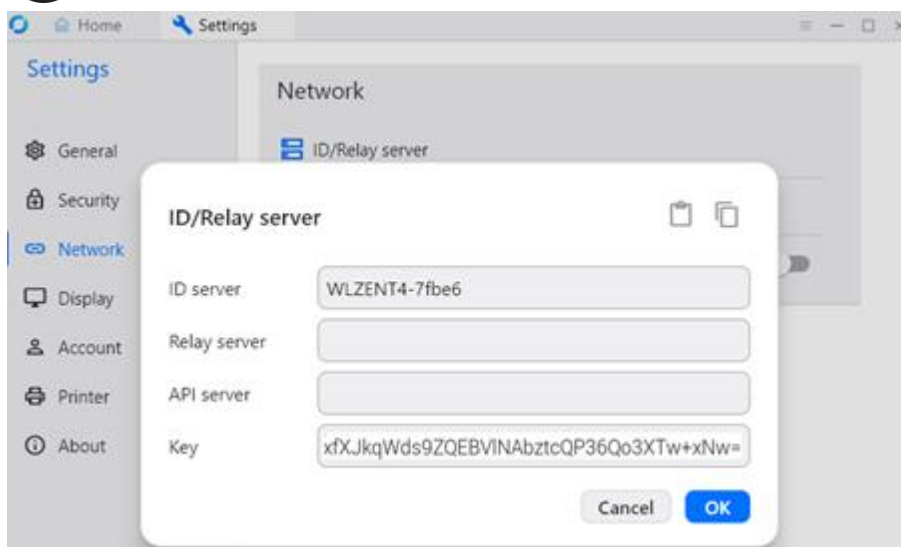 Home
Settings
Settings
Network
General
ID/Relay server
Security
Network
Display
Account
Printer
About
ID/Relay server
ID server
WLZENT4-7fbe6
Relay server
API server
Key
xfXJkqWds9ZQEBVlNAbztcQP36Qo3XTw+xNw=
Cancel
OK